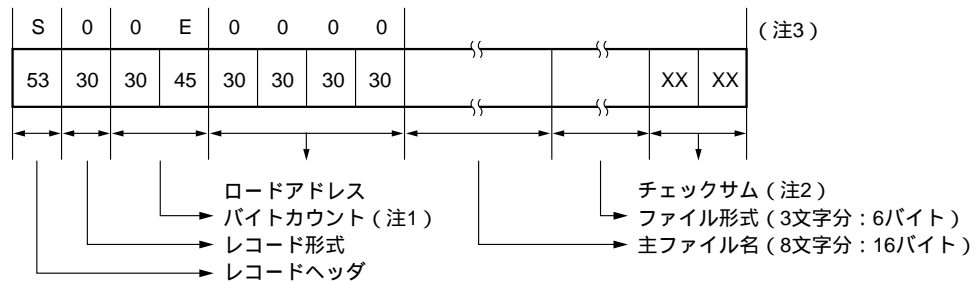 S 0 0 E 0 0 0 0 (注3)
53 30 30 45 30 30 30 30 XX XX
ロードアドレス
バイトカウント(注1)
レコード形式
レコードヘッダ
チェックサム(注2)
ファイル形式(3文字分:6バイト)
主ファイル名(8文字分:16バイト)